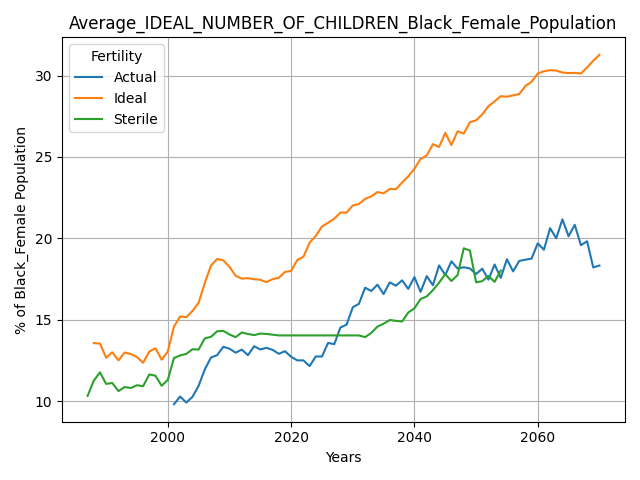 Average_IDEAL_NUMBER_OF_CHILDREN_Black_Female_Population
Fertility
Actual
Ideal
Sterile
% of Black_Female Population
30
25
20
15
10
2000
2020
2040
2060
Years